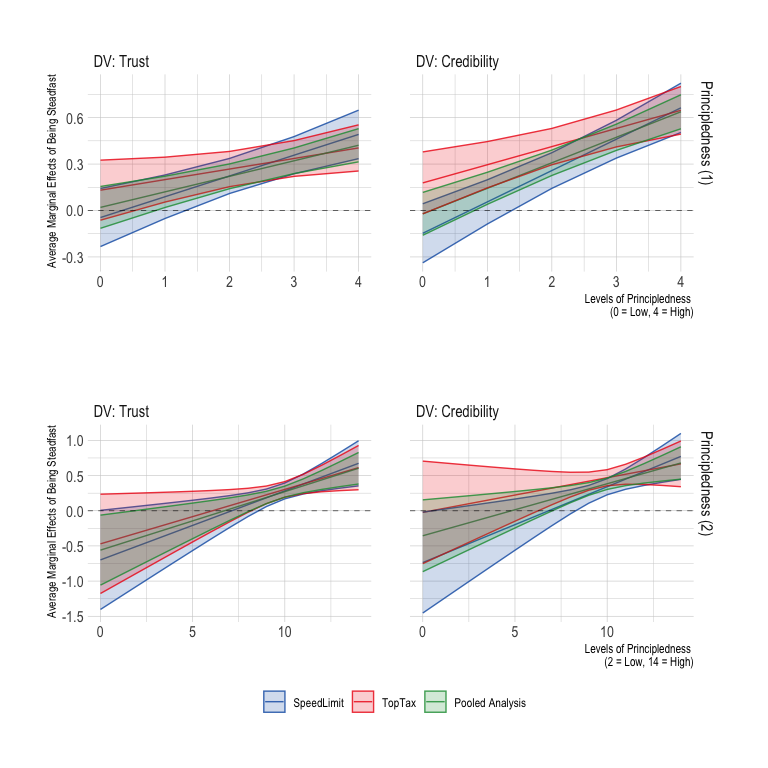 DV: Trust
DV: Credibility
Average Marginal Effects of Being Steadfast
0.6
0.3
0.0
-0.3
0 1 2 3 4
0 1 2 3 4
Principledness (1)
Levels of Principledness
(0 = Low, 4 = High)
DV: Trust
DV: Credibility
Average Marginal Effects of Being Steadfast
1.0
0.5
0.0
-0.5
-1.0
-1.5
0 5 10
0 5 10
Principledness (2)
Levels of Principledness
(2 = Low, 14 = High)
SpeedLimit TopTax Pooled Analysis